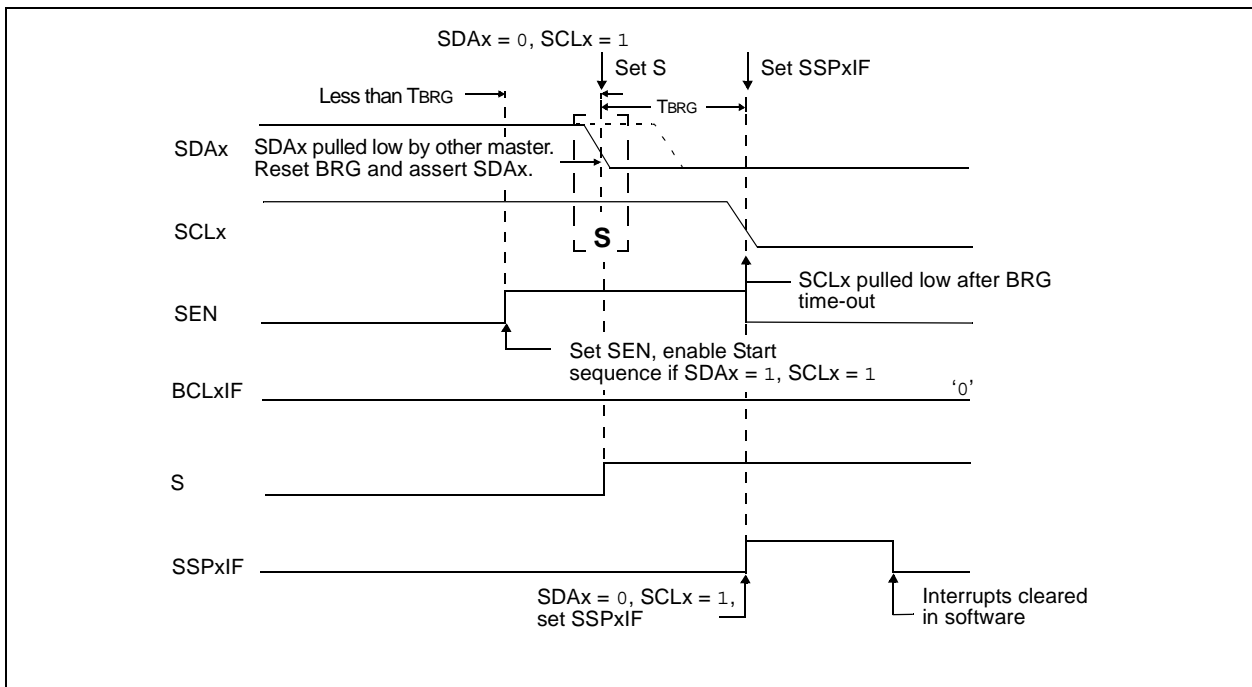 SDAx = 0, SCLx = 1
Set S
Set SSPxIF
Less than TBRG
TBRG
SDAx
SDAx pulled low by other master.
Reset BRG and assert SDAx.
SCLx
S
SCLx pulled low after BRG
time-out
SEN
Set SEN, enable Start
sequence if SDAx = 1, SCLx = 1
BCLxIF
‘0’
S
SSPxIF
SDAx = 0, SCLx = 1,
set SSPxIF
Interrupts cleared
in software